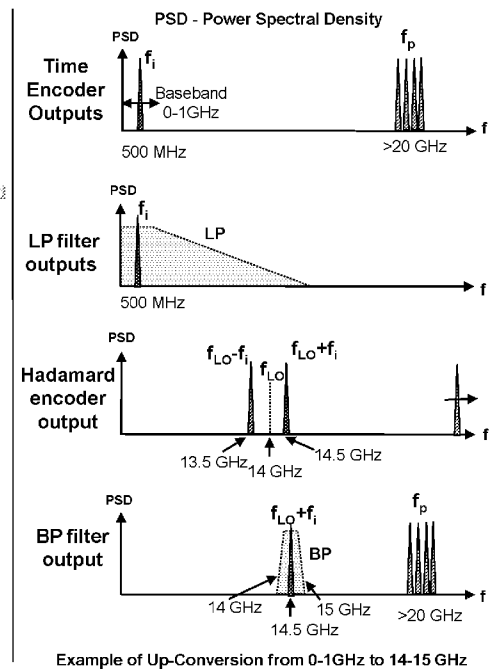 PSD - Power Spectral Density
Time
Encoder
Outputs
PSD
fi
Baseband
0-1GHz
fp
f
500 MHz
>20 GHz
LP filter
outputs
PSD
fi
LP
f
500 MHz
Hadamard
encoder
output
PSD
fLO-fi
fLO
fLO+fi
f
13.5 GHz
14 GHz
14.5 GHz
BP filter
output
PSD
fLO+fi
BP
fp
f
14 GHz
15 GHz
14.5 GHz
>20 GHz
Example of Up-Conversion from 0-1GHz to 14-15 GHz